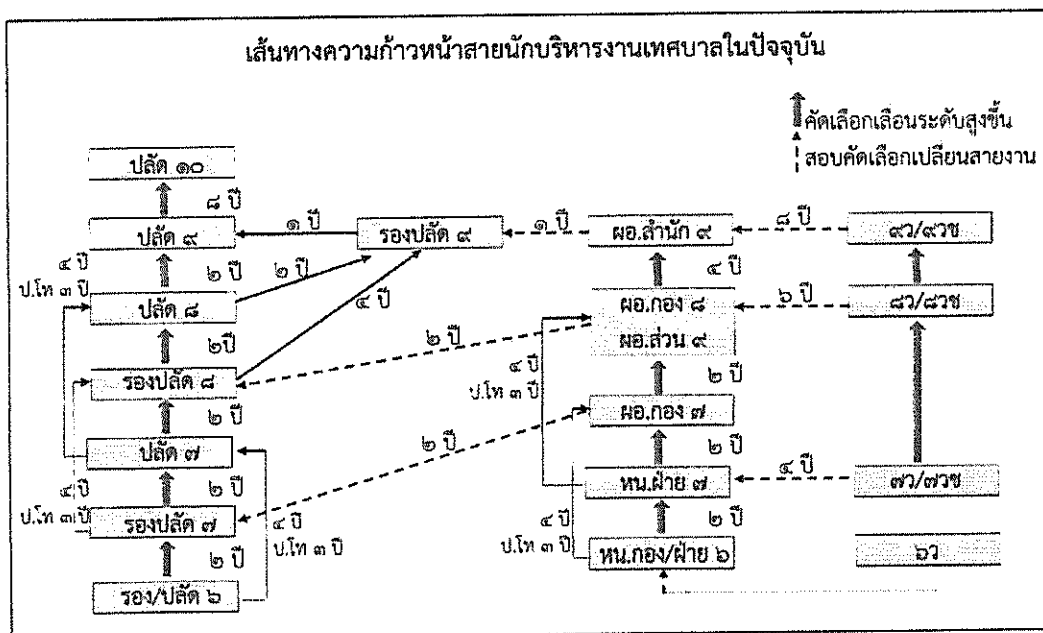 เส้นทางความก้าวหน้าสายนักบริหารงานเทศบาลในปัจจุบัน
คัดเลือกเลื่อนระดับสูงขึ้น
สอบคัดเลือกเปลี่ยนสายงาน
ปลัด ๑๐
๘ ปี
ปลัด ๙
๑ ปี
รองปลัด ๙
๑ ปี
ผอ.สำนัก ๙
๘ ปี
๙ว/๙วช
๔ ปี
ป.โท ๓ ปี
๒ ปี
๒ ปี
๔ ปี
๔ ปี
ปลัด ๘
ผอ.กอง ๘
ผอ.ส่วน ๙
๖ ปี
๘ว/๘วช
๒ปี
๒ ปี
๔ ปี
ป.โท ๓ ปี
๒ ปี
รองปลัด ๘
ผอ.กอง ๗
๒ ปี
๒ ปี
๒ ปี
ปลัด ๗
หน.ฝ่าย ๗
๔ ปี
๗ว/๗วช
๔ ปี
ป.โท ๓ ปี
๒ ปี
๔ ปี
ป.โท ๓ ปี
๒ ปี
รองปลัด ๗
๔ ปี
ป.โท ๓ ปี
๒ ปี
หน.กอง/ฝ่าย ๖
๖ว
รอง/ปลัด ๖